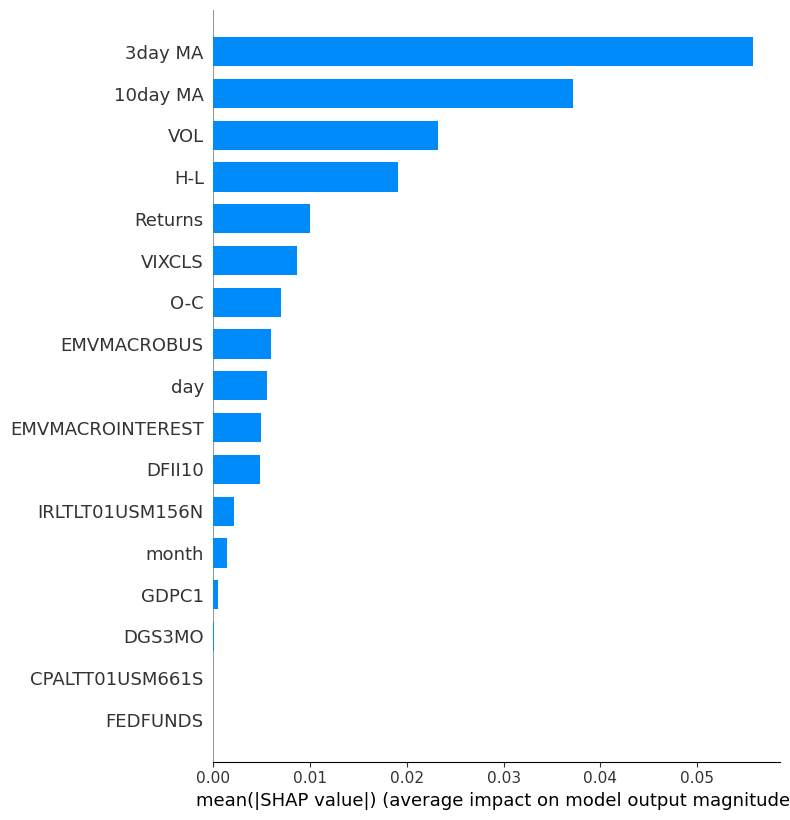 3day MA
10day MA
VOL
H-L
Returns
VIXCLS
O-C
EMVMACROBUS
day
EMVMACROINTEREST
DFII10
IRLTLT01USM156N
month
GDPC1
DGS3MO
CPALTT01USM661S
FEDFUNDS
0.00 0.01 0.02 0.03 0.04 0.05
mean(|SHAP value|) (average impact on model output magnitude